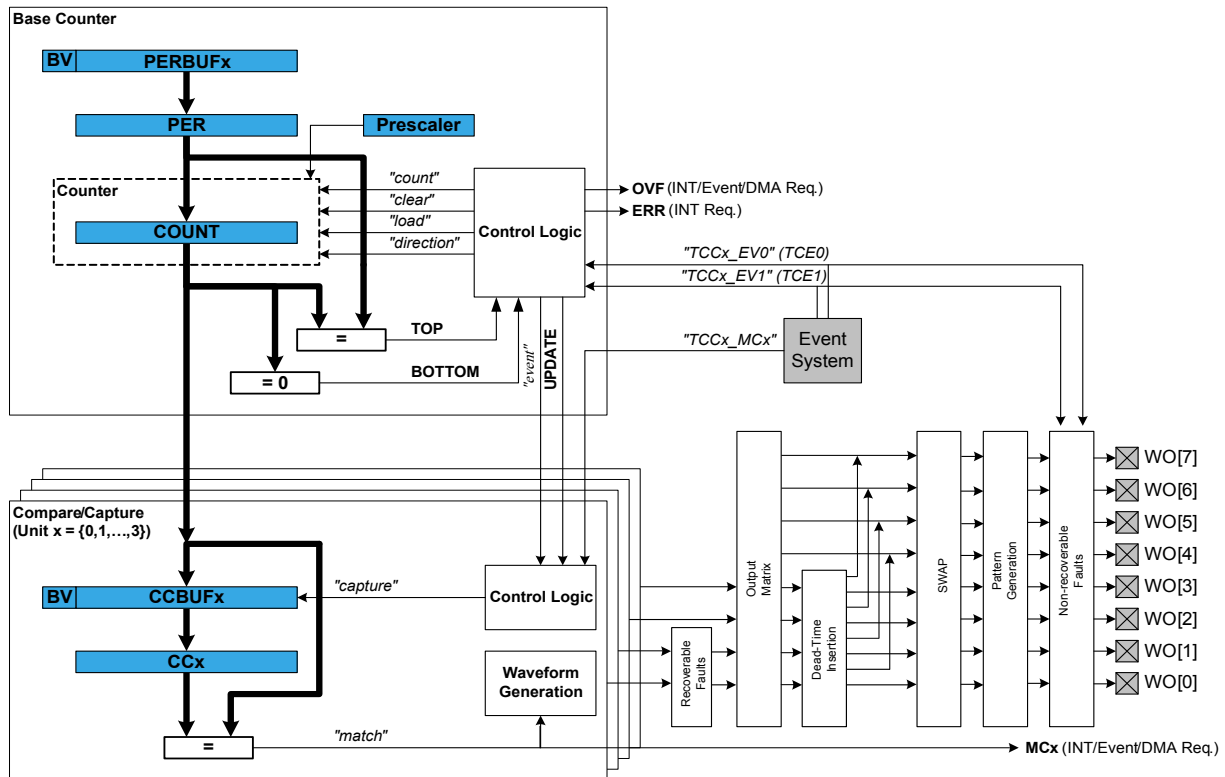 Base Counter
BV PERBUFx
PER
Prescaler
Counter
COUNT
"count"
"clear"
"load"
"direction"
Control Logic
OVF (INT/Event/DMA Req.)
ERR (INT Req.)
"TCCx_EV0" (TCE0)
"TCCx_EV1" (TCE1)
"TCCx_MCx"
Event
System
=
TOP
= 0
BOTTOM
"event"
UPDATE
Compare/Capture
(Unit x = {0,1,…,3})
BV CCBUFx
"capture"
Control Logic
CCx
Waveform
Generation
=
"match"
Recoverable
Faults
Output
Matrix
Dead-Time
Insertion
SWAP
Pattern
Generation
Non-recoverable
Faults
WO[7]
WO[6]
WO[5]
WO[4]
WO[3]
WO[2]
WO[1]
WO[0]
MCx (INT/Event/DMA Req.)